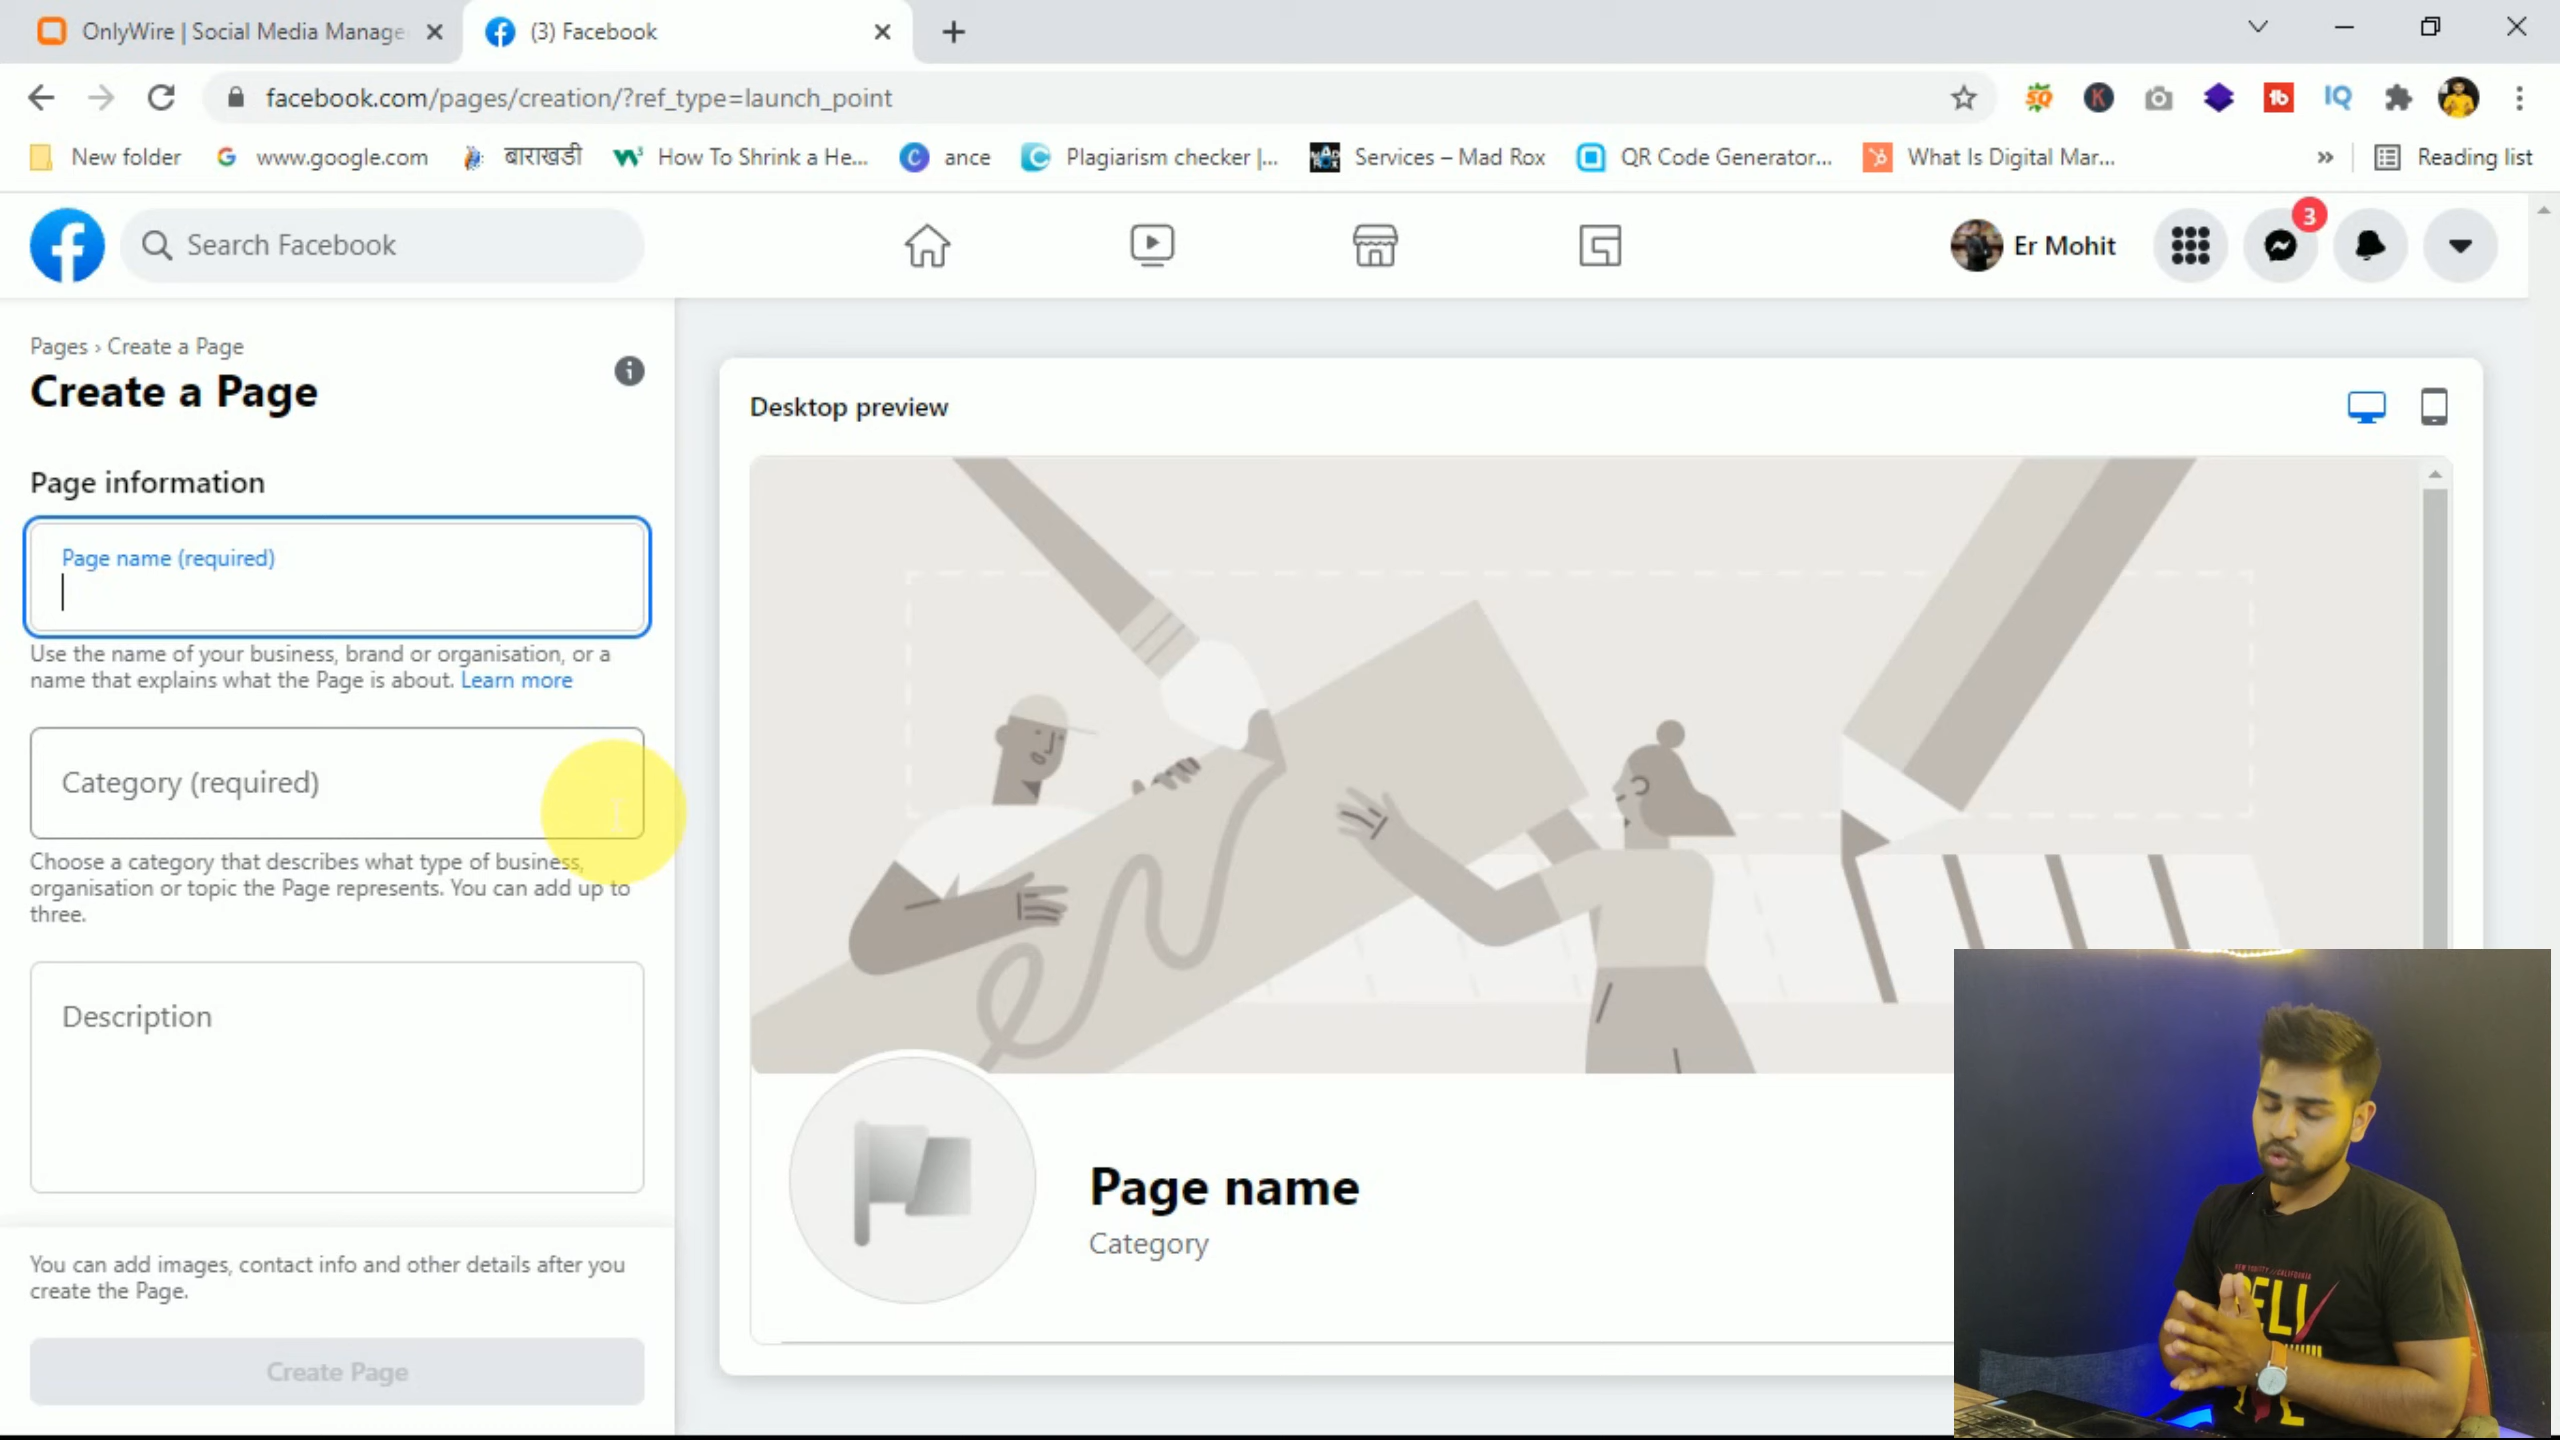 OnlyWire | Social Media Manage
(3) Facebook
facebook.com/pages/creation/?ref_type=launch_point
New folder
www.google.com
बाराखडी
How To Shrink a He...
ance
Plagiarism checker |...
Services – Mad Rox
QR Code Generator...
What Is Digital Mar...
»
Reading list
Search Facebook
Er Mohit
3
Pages › Create a Page
Create a Page
Page information
Page name (required)
Use the name of your business, brand or organisation, or a
name that explains what the Page is about. Learn more
Category (required)
Choose a category that describes what type of business,
organisation or topic the Page represents. You can add up to
three.
Description
You can add images, contact info and other details after you
create the Page.
Create Page
Desktop preview
Page name
Category